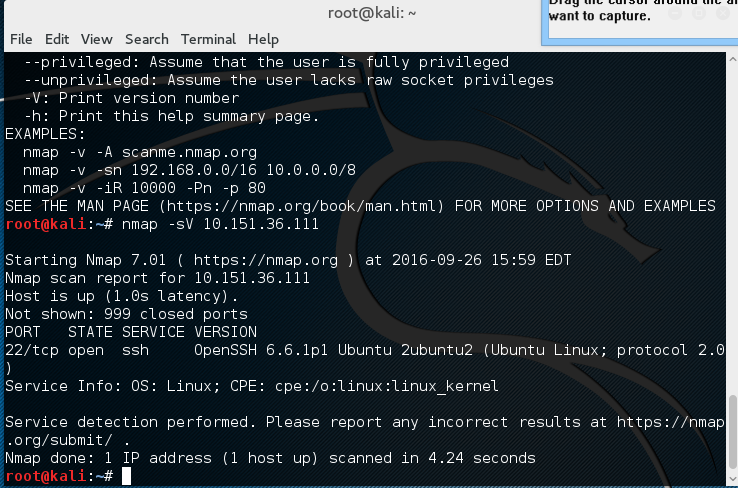 root@kali: ~
Drag the cursor around the
want to capture.
File Edit View Search Terminal Help
--privileged: Assume that the user is fully privileged
--unprivileged: Assume the user lacks raw socket privileges
-V: Print version number
-h: Print this help summary page.
EXAMPLES:
nmap -v -A scanme.nmap.org
nmap -v -sn 192.168.0.0/16 10.0.0.0/8
nmap -v -iR 10000 -Pn -p 80
SEE THE MAN PAGE (https://nmap.org/book/man.html) FOR MORE OPTIONS AND EXAMPLES
root@kali:~# nmap -sV 10.151.36.111
Starting Nmap 7.01 ( https://nmap.org ) at 2016-09-26 15:59 EDT
Nmap scan report for 10.151.36.111
Host is up (1.0s latency).
Not shown: 999 closed ports
PORT STATE SERVICE VERSION
22/tcp open ssh OpenSSH 6.6.1p1 Ubuntu 2ubuntu2 (Ubuntu Linux; protocol 2.0
)
Service Info: OS: Linux; CPE: cpe:/o:linux:linux_kernel
Service detection performed. Please report any incorrect results at https://nmap
.org/submit/ .
Nmap done: 1 IP address (1 host up) scanned in 4.24 seconds
root@kali:~#